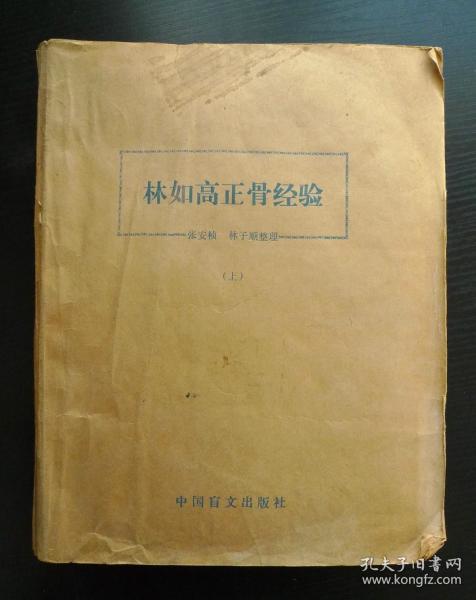 林如高正骨经验
张安桢 林子顺整理
（上）
中国盲文出版社
孔夫子旧书网
www.kongfz.com